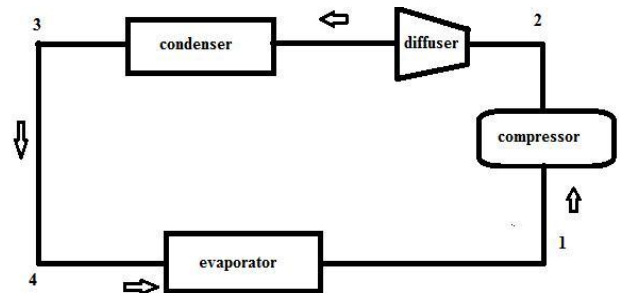 3
condenser
diffuser
2
compressor
1
evaporator
4